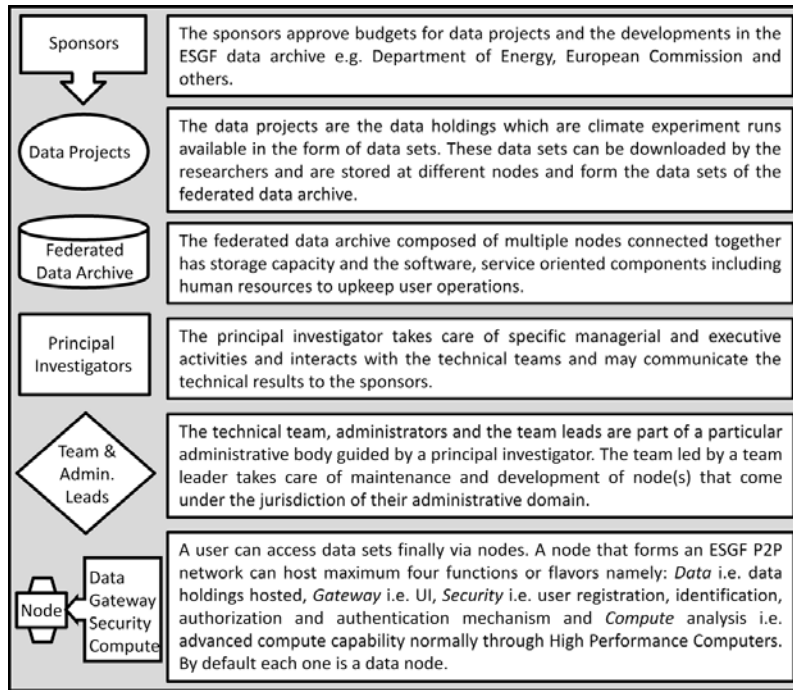 Sponsors
The sponsors approve budgets for data projects and the developments in the
ESGF data archive e.g. Department of Energy, European Commission and
others.
Data Projects
The data projects are the data holdings which are climate experiment runs
available in the form of data sets. These data sets can be downloaded by the
researchers and are stored at different nodes and form the data sets of the
federated data archive.
Federated
Data Archive
The federated data archive composed of multiple nodes connected together
has storage capacity and the software, service oriented components including
human resources to upkeep user operations.
Principal
Investigators
The principal investigator takes care of specific managerial and executive
activities and interacts with the technical teams and may communicate the
technical results to the sponsors.
Team &
Admin.
Leads
The technical team, administrators and the team leads are part of a particular
administrative body guided by a principal investigator. The team led by a team
leader takes care of maintenance and development of node(s) that come
under the jurisdiction of their administrative domain.
Node
Data
Gateway
Security
Compute
A user can access data sets finally via nodes. A node that forms an ESGF P2P
network can host maximum four functions or flavors namely: Data i.e. data
holdings hosted, Gateway i.e. UI, Security i.e. user registration, identification,
authorization and authentication mechanism and Compute analysis i.e.
advanced compute capability normally through High Performance Computers.
By default each one is a data node.